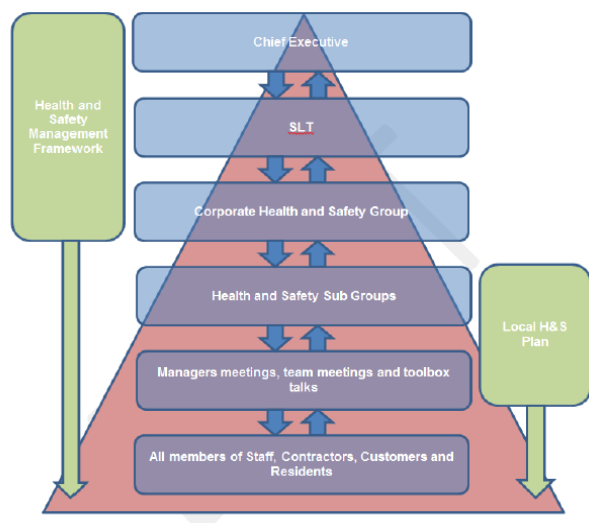 Chief Executive
Health and
Safety
Management
Framework
SLT
Corporate Health and Safety Group
Health and Safety Sub Groups
Local H&S
Plan
Managers meetings, team meetings and toolbox
talks
All members of Staff, Contractors, Customers and
Residents